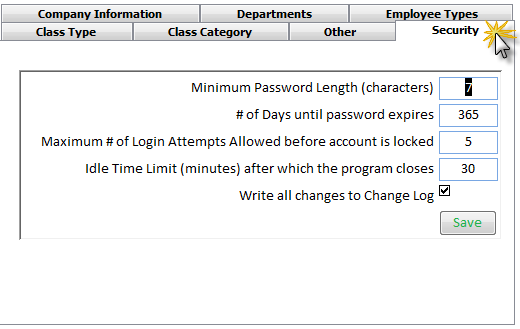 Company Information Departments Employee Types
Class Type Class Category Other Security
Minimum Password Length (characters) 7
# of Days until password expires 365
Maximum # of Login Attempts Allowed before account is locked 5
Idle Time Limit (minutes) after which the program closes 30
Write all changes to Change Log
Save